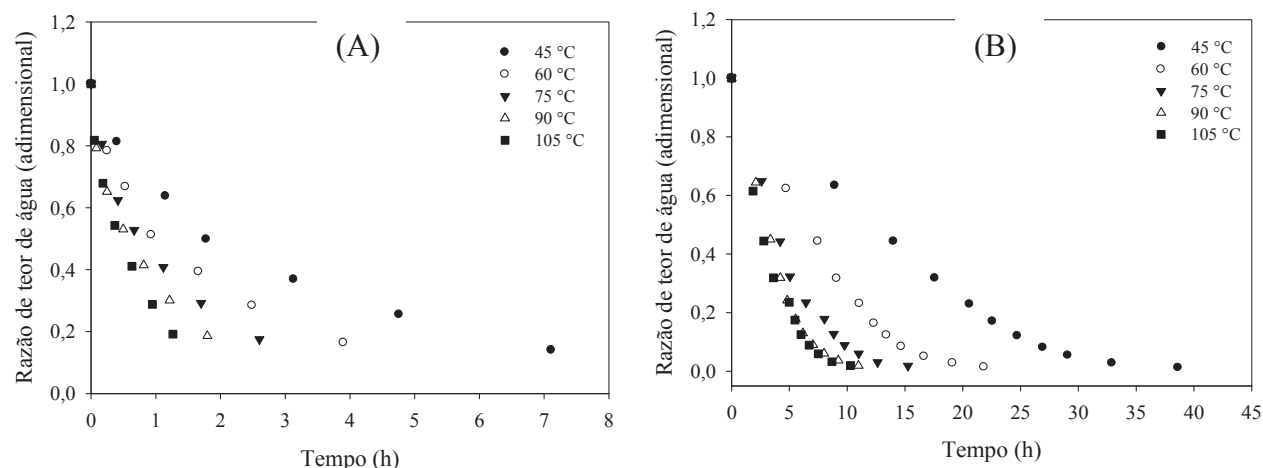 (A)
Razão de teor de água (adimensional)
1,2
1,0
0,8
0,6
0,4
0,2
0,0
45 °C
60 °C
75 °C
90 °C
105 °C
0 1 2 3 4 5 6 7 8
Tempo (h)
(B)
Razão de teor de água (adimensional)
1,2
1,0
0,8
0,6
0,4
0,2
0,0
45 °C
60 °C
75 °C
90 °C
105 °C
0 5 10 15 20 25 30 35 40 45
Tempo (h)